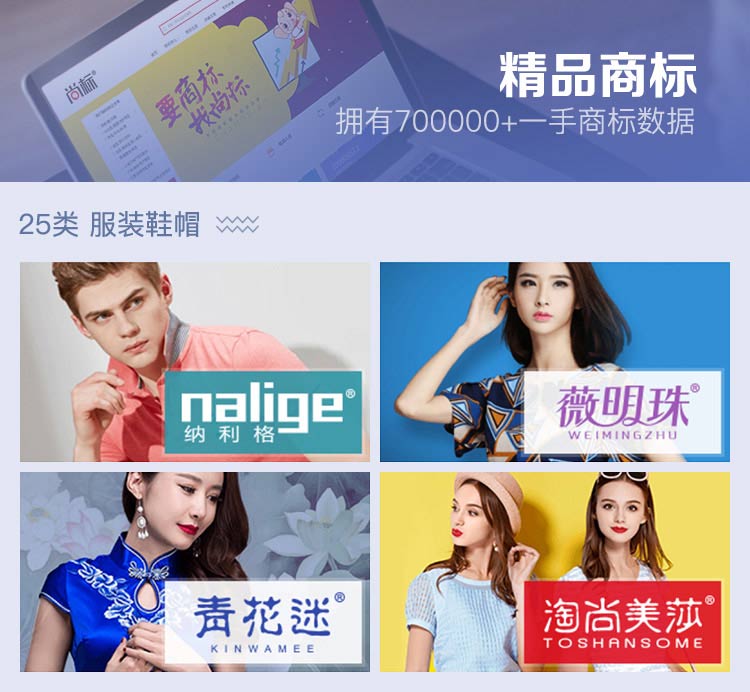 尚标®
要商标
找尚标
精品商标
拥有700000+一手商标数据
25类 服装鞋帽
nalige®
纳利格
薇明珠®
WEIMINGZHU
青花迷®
KINWAMEE
淘尚美莎®
TOSHANSOME